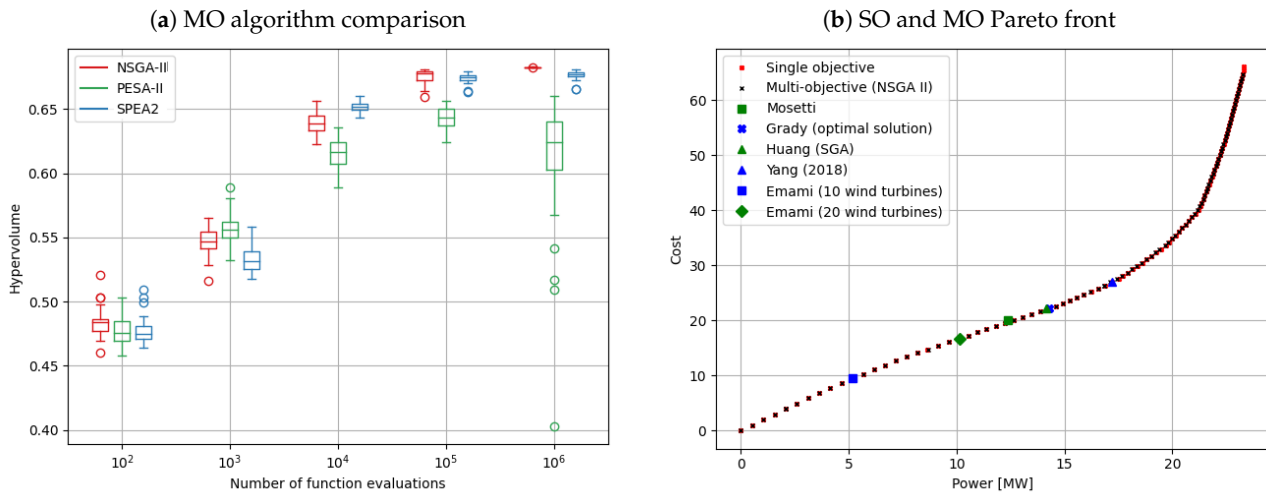 (a) MO algorithm comparison
NSGA-II
PESA-II
SPEA2
0.65
0.60
0.55
0.50
0.45
0.40
Hypervolume
10²
10³
10⁴
10⁵
10⁶
Number of function evaluations
(b) SO and MO Pareto front
Single objective
Multi-objective (NSGA II)
Mosetti
Grady (optimal solution)
Huang (SGA)
Yang (2018)
Emami (10 wind turbines)
Emami (20 wind turbines)
60
50
40
30
20
10
0
Cost
0
5
10
15
20
Power [MW]